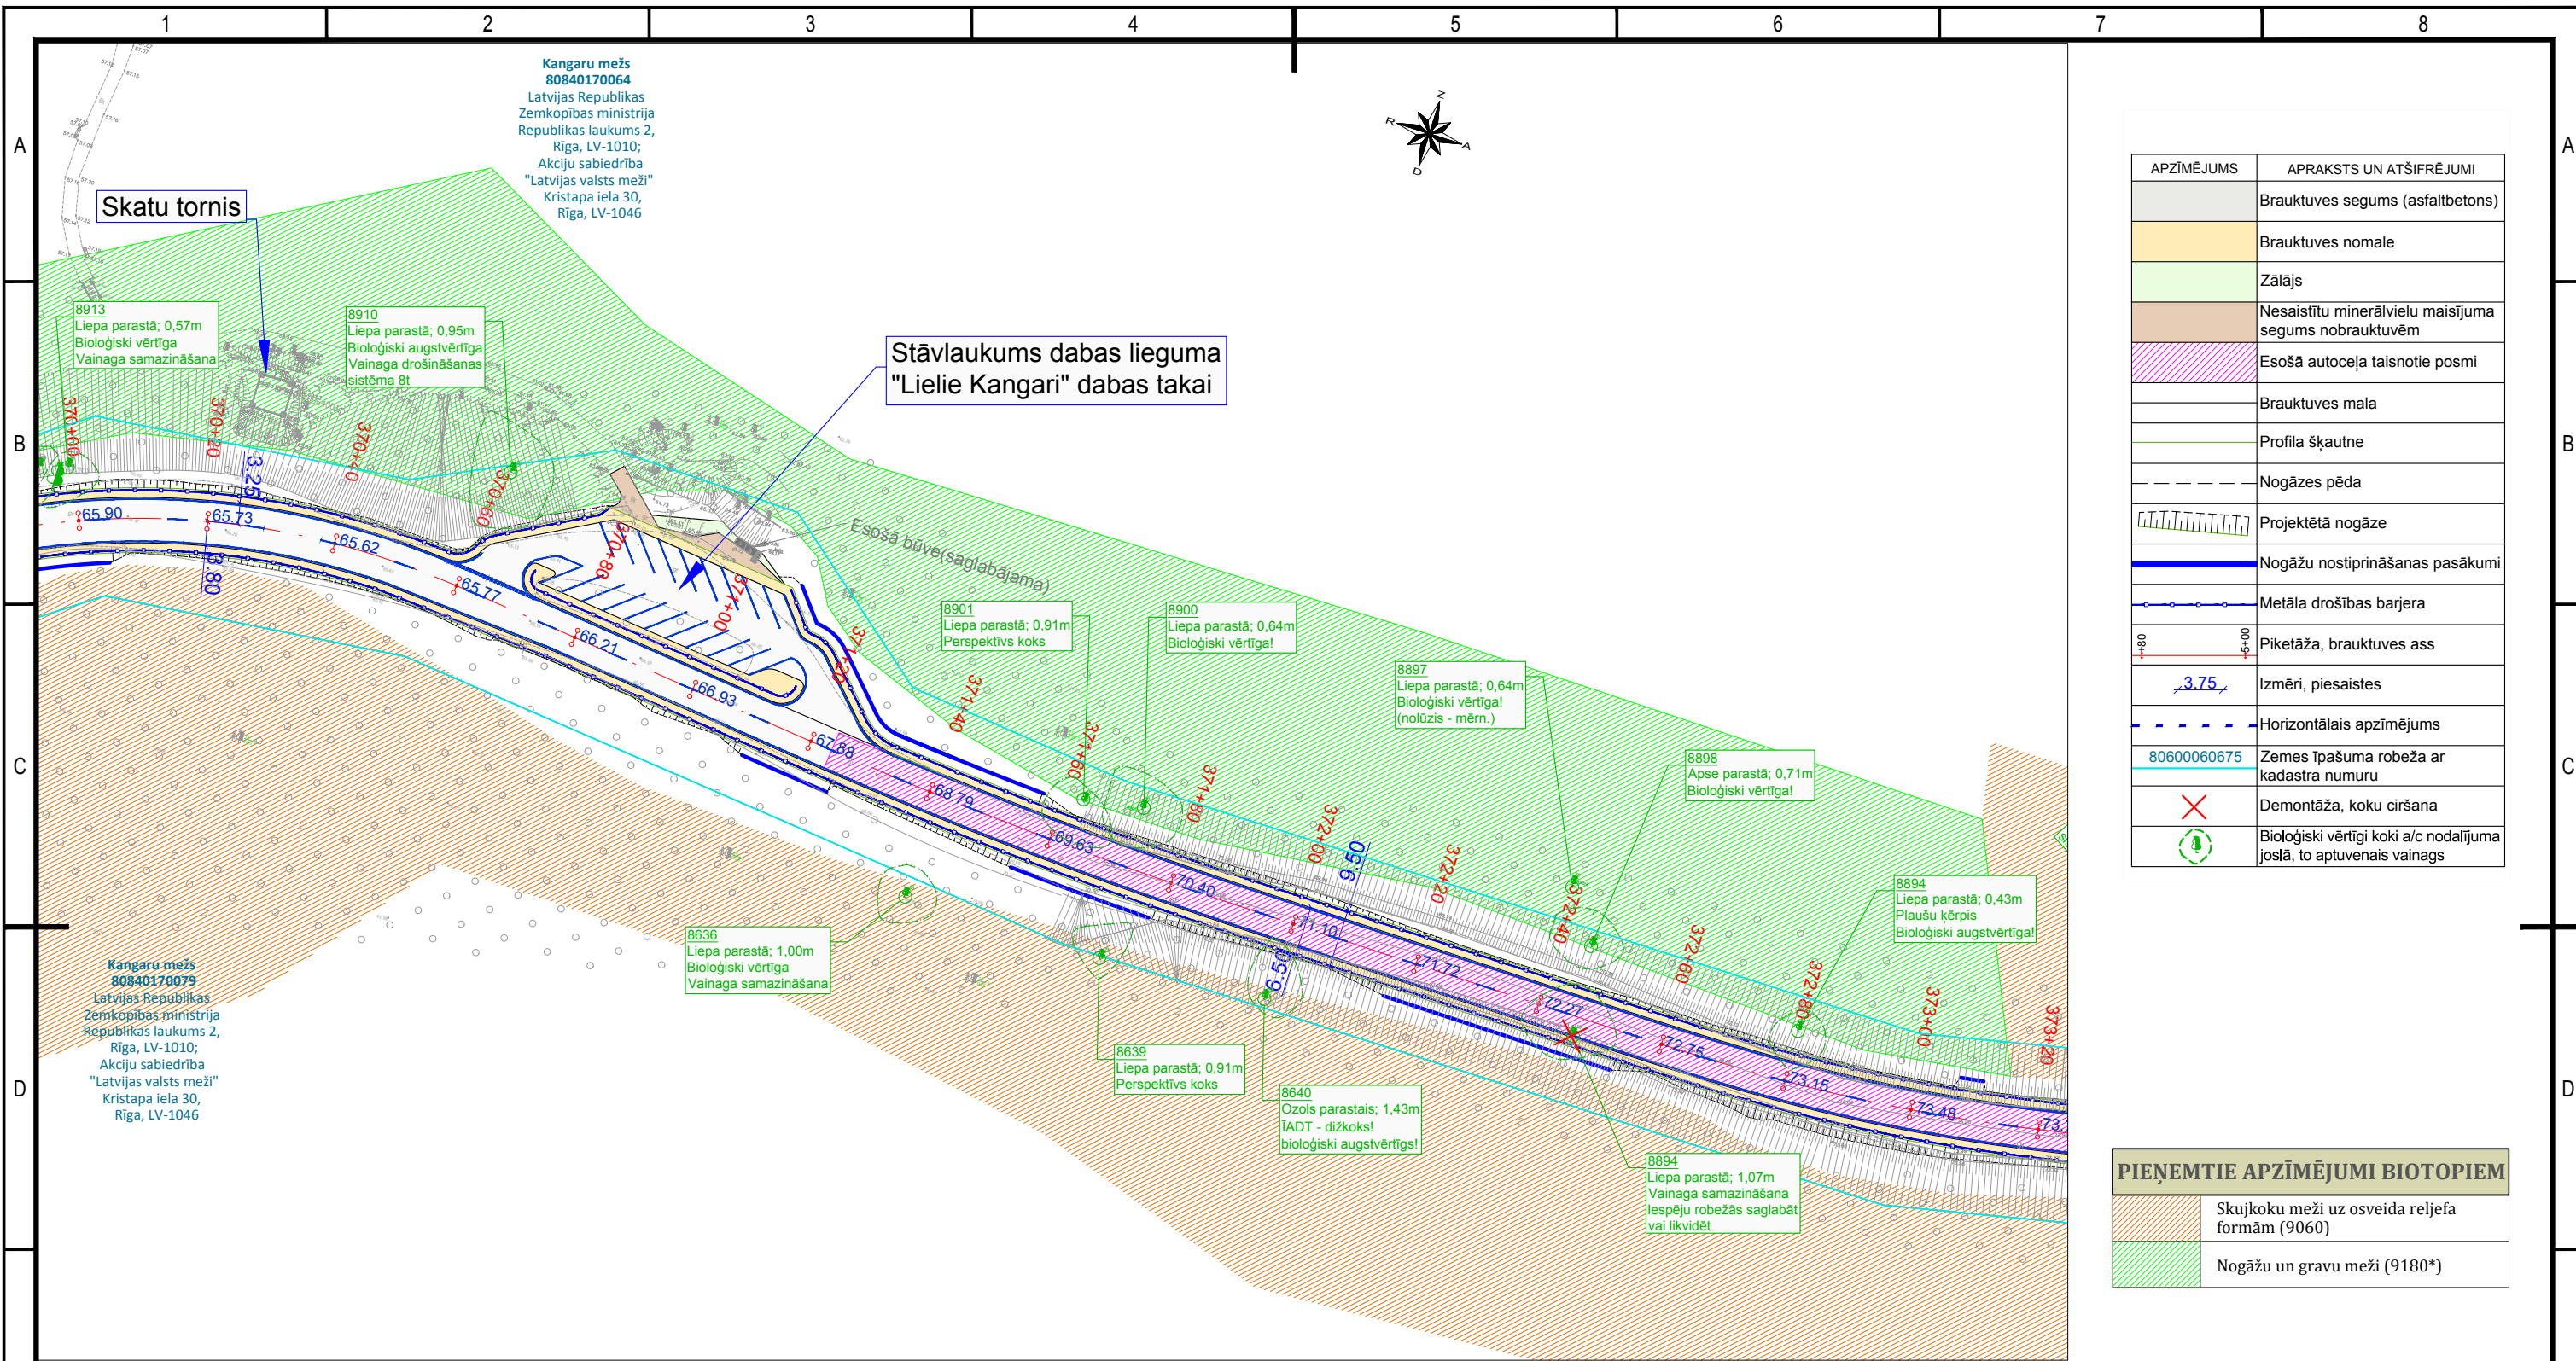 1 2 3 4 5 6 7 8
A
B
C
D
A
B
C
D
Kangaru mežs
80840170064
Latvijas Republikas
Zemkopības ministrija
Republikas laukums 2,
Rīga, LV-1010;
Akciju sabiedrība
"Latvijas valsts meži"
Kristapa iela 30,
Rīga, LV-1046
Z
R
A
D
Skatu tornis
8913
Liepa parastā; 0,57m
Bioloģiski vērtīga
Vainaga samazināšana
8910
Liepa parastā; 0,95m
Bioloģiski augstvērtīga
Vainaga drošināšanas
sistēma 8t
Stāvlaukums dabas lieguma
"Lielie Kangari" dabas takai
Esošā būve(saglabājama)
370+00
370+20
370+40
370+60
370+80
371+00
371+20
371+40
371+60
371+80
372+00
372+20
372+40
372+60
372+80
373+00
373+20
3.25
3.80
65.90
65.73
65.62
65.77
66.21
66.93
67.88
68.79
69.63
70.40
71.10
71.72
72.27
72.75
73.15
73.48
73.
9.50
6.50
8901
Liepa parastā; 0,91m
Perspektīvs koks
8900
Liepa parastā; 0,64m
Bioloģiski vērtīga!
8897
Liepa parastā; 0,64m
Bioloģiski vērtīga!
(nolūzis - mērn.)
8898
Apse parastā; 0,71m
Bioloģiski vērtīga!
8894
Liepa parastā; 0,43m
Plaušu ķērpis
Bioloģiski augstvērtīga!
8636
Liepa parastā; 1,00m
Bioloģiski vērtīga
Vainaga samazināšana
8639
Liepa parastā; 0,91m
Perspektīvs koks
8640
Ozols parastais; 1,43m
ĪADT - dižkoks!
bioloģiski augstvērtīgs!
8894
Liepa parastā; 1,07m
Vainaga samazināšana
Iespēju robežās saglabāt
vai likvidēt
Kangaru mežs
80840170079
Latvijas Republikas
Zemkopības ministrija
Republikas laukums 2,
Rīga, LV-1010;
Akciju sabiedrība
"Latvijas valsts meži"
Kristapa iela 30,
Rīga, LV-1046
APZĪMĒJUMS APRAKSTS UN ATŠIFRĒJUMI
Brauktuves segums (asfaltbetons)
Brauktuves nomale
Zālājs
Nesaistītu minerālvielu maisījuma
segums nobrauktuvēm
Esošā autoceļa taisnotie posmi
Brauktuves mala
Profila šķautne
Nogāzes pēda
Projektētā nogāze
Nogāžu nostiprināšanas pasākumi
Metāla drošības barjera
+80 5+00 Piketāža, brauktuves ass
3.75 Izmēri, piesaistes
Horizontālais apzīmējums
80600060675 Zemes īpašuma robeža ar
kadastra numuru
Demontāža, koku ciršana
Bioloģiski vērtīgi koki a/c nodalījuma
joslā, to aptuvenais vainags
PIEŅEMTIE APZĪMĒJUMI BIOTOPIEM
Skujkoku meži uz osveida reljefa
formām (9060)
Nogāžu un gravu meži (9180*)